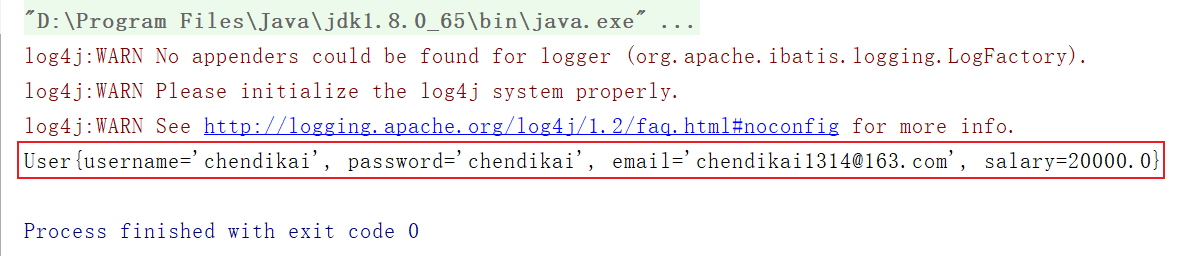 "D:\Program Files\Java\jdk1.8.0_65\bin\java.exe" ...
log4j:WARN No appenders could be found for logger (org.apache.ibatis.logging.LogFactory).
log4j:WARN Please initialize the log4j system properly.
log4j:WARN See http://logging.apache.org/log4j/1.2/faq.html#noconfig for more info.
User{username='chendikai', password='chendikai', email='chendikai1314@163.com', salary=20000.0}
Process finished with exit code 0